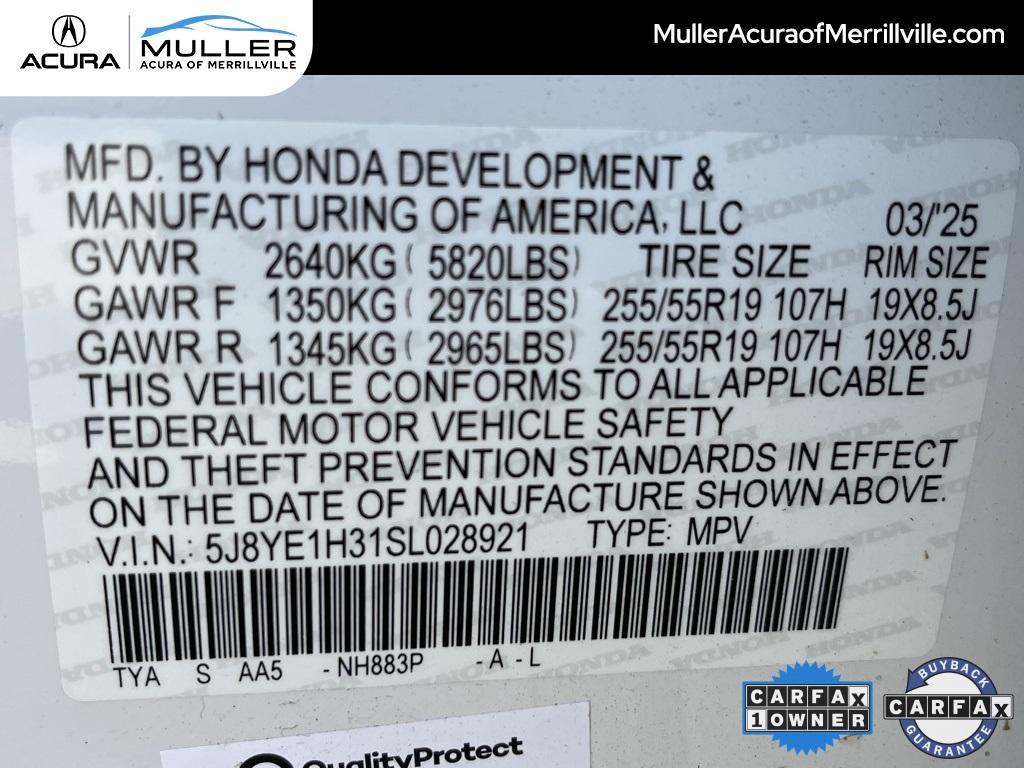 ACURA
MULLER
ACURA OF MERRILLVILLE
MullerAcuraofMerrillville.com
MFD. BY HONDA DEVELOPMENT &
MANUFACTURING OF AMERICA, LLC 03/'25
GVWR 2640KG ( 5820LBS) TIRE SIZE RIM SIZE
GAWR F 1350KG ( 2976LBS) 255/55R19 107H 19X8.5J
GAWR R 1345KG ( 2965LBS) 255/55R19 107H 19X8.5J
THIS VEHICLE CONFORMS TO ALL APPLICABLE
FEDERAL MOTOR VEHICLE SAFETY
AND THEFT PREVENTION STANDARDS IN EFFECT
ON THE DATE OF MANUFACTURE SHOWN ABOVE.
V.I.N.: 5J8YE1H31SL028921 TYPE: MPV
TYA S AA5 -NH883P -A-L
QualityProtect
CARFAX
1 OWNER
BUYBACK
CARFAX
GUARANTEE